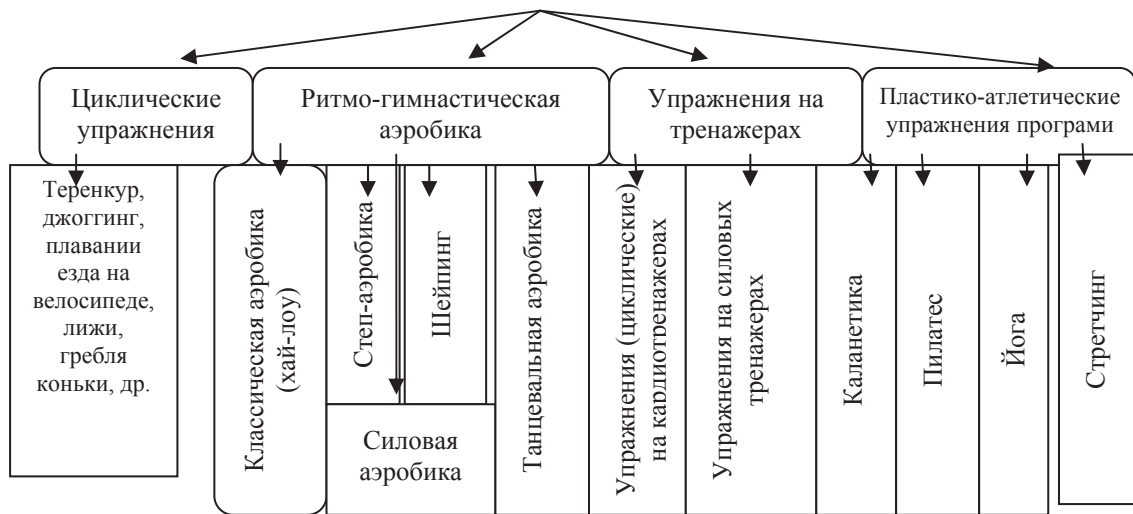 Циклические
упражнения
Ритмо-гимнастическая
аэробика
Упражнения на
тренажерах
Пластико-атлетические
упражнения програми
Теренкур,
джоггинг,
плавании
езда на
велосипеде,
лижи,
гребля
коньки, др.
Классическая аэробика
(хай-лоу)
Степ-аэробика
Шейпинг
Силовая
аэробика
Танцевальная аэробика
Упражнения (циклические)
на кардиотренажерах
Упражнения на силовых
тренажерах
Каланетика
Пилатес
Йога
Стретчинг